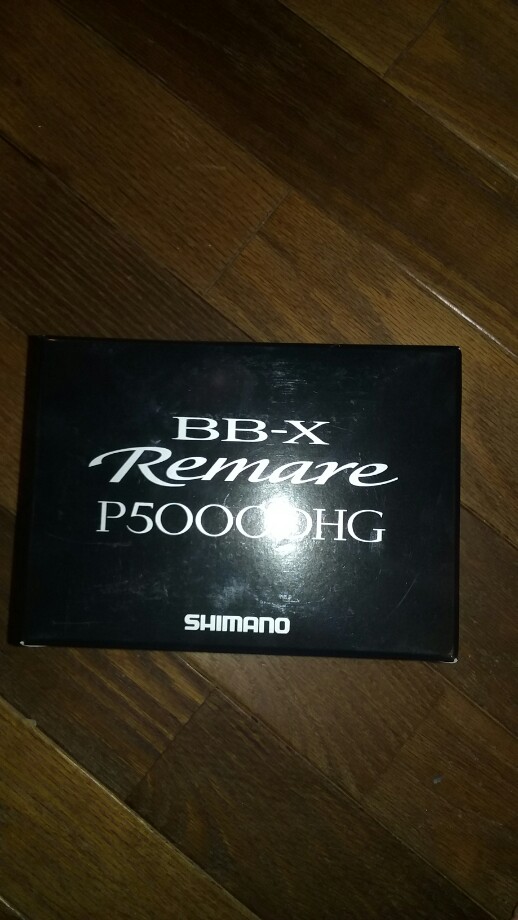 BB-X
Remare
P5000DHG
SHIMANO